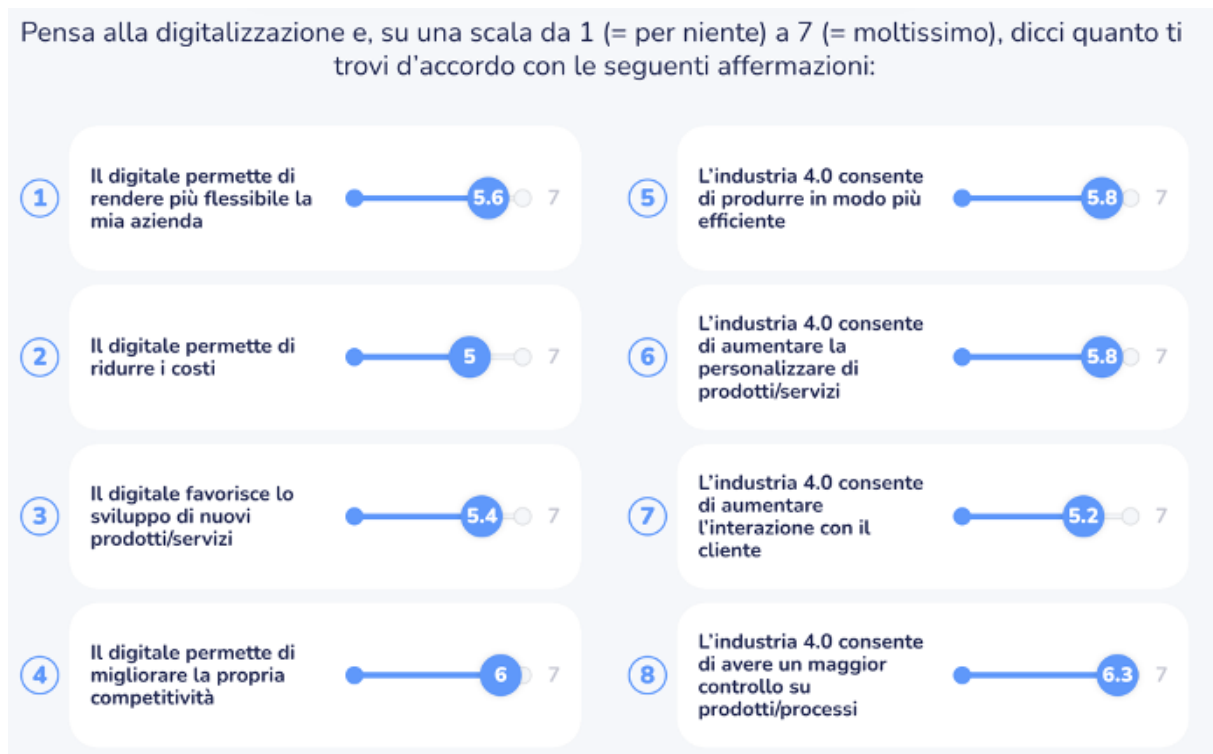 Pensa alla digitalizzazione e, su una scala da 1 (= per niente) a 7 (= moltissimo), dicci quanto ti
trovi d'accordo con le seguenti affermazioni:
1
Il digitale permette di
rendere più flessibile la
mia azienda
5.6
7
2
Il digitale permette di
ridurre i costi
5
7
3
Il digitale favorisce lo
sviluppo di nuovi
prodotti/servizi
5.4
7
4
Il digitale permette di
migliorare la propria
competitività
6
7
5
L'industria 4.0 consente
di produrre in modo più
efficiente
5.8
7
6
L'industria 4.0 consente
di aumentare la
personalizzare di
prodotti/servizi
5.8
7
7
L'industria 4.0 consente
di aumentare
l'interazione con il
cliente
5.2
7
8
L'industria 4.0 consente
di avere un maggior
controllo su
prodotti/processi
6.3
7